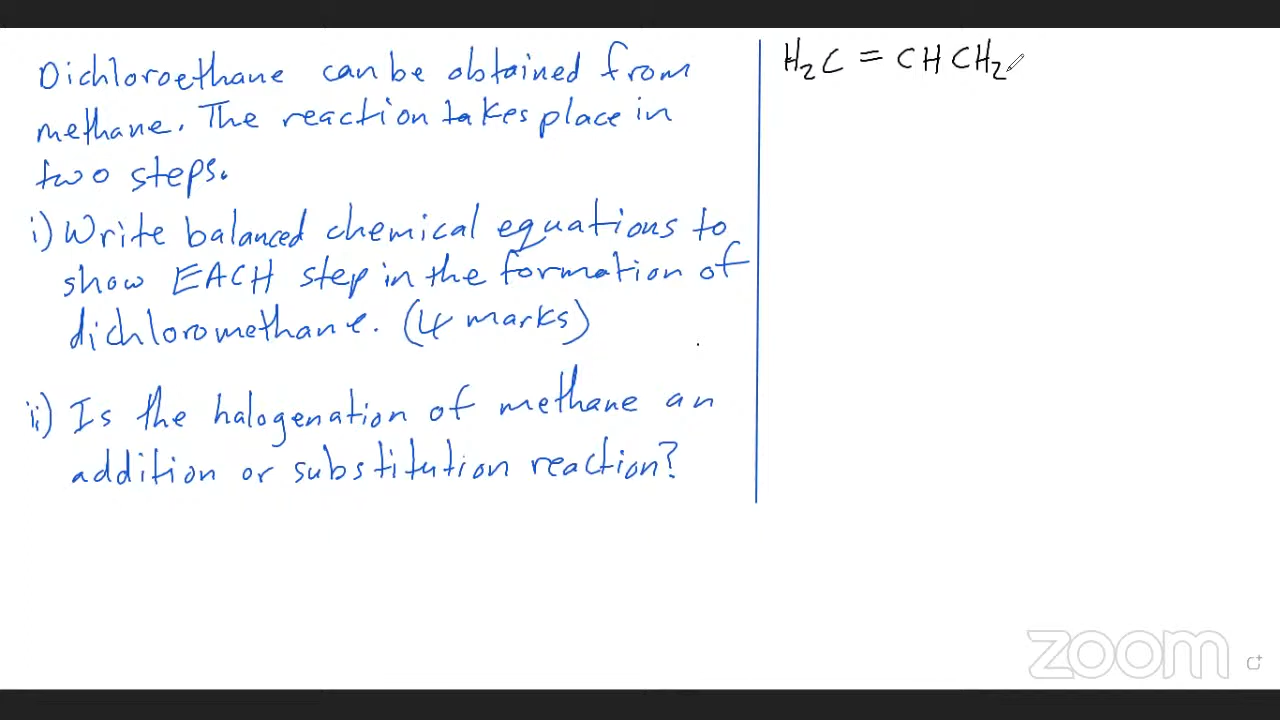 Dichloroethane can be obtained from
methane. The reaction takes place in
two steps.
i) Write balanced chemical equations to
show EACH step in the formation of
dichloromethane. (4 marks)
ii) Is the halogenation of methane an
addition or substitution reaction?
H₂C = CHCH₂
zoom